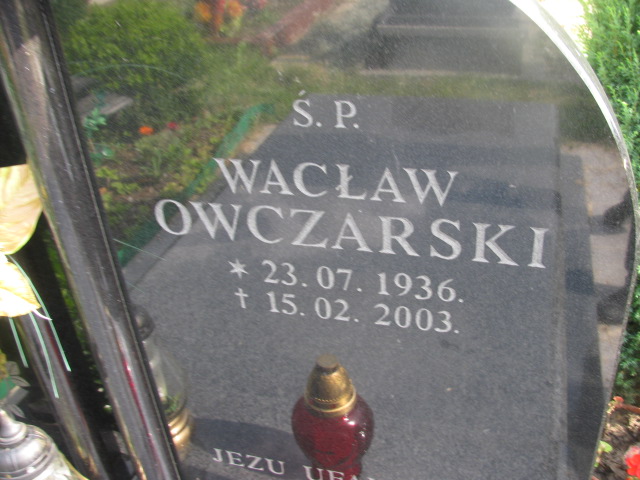 Ś. P.
WACŁAW
OWCZARSKI
* 23. 07. 1936.
† 15. 02. 2003.
JEZU